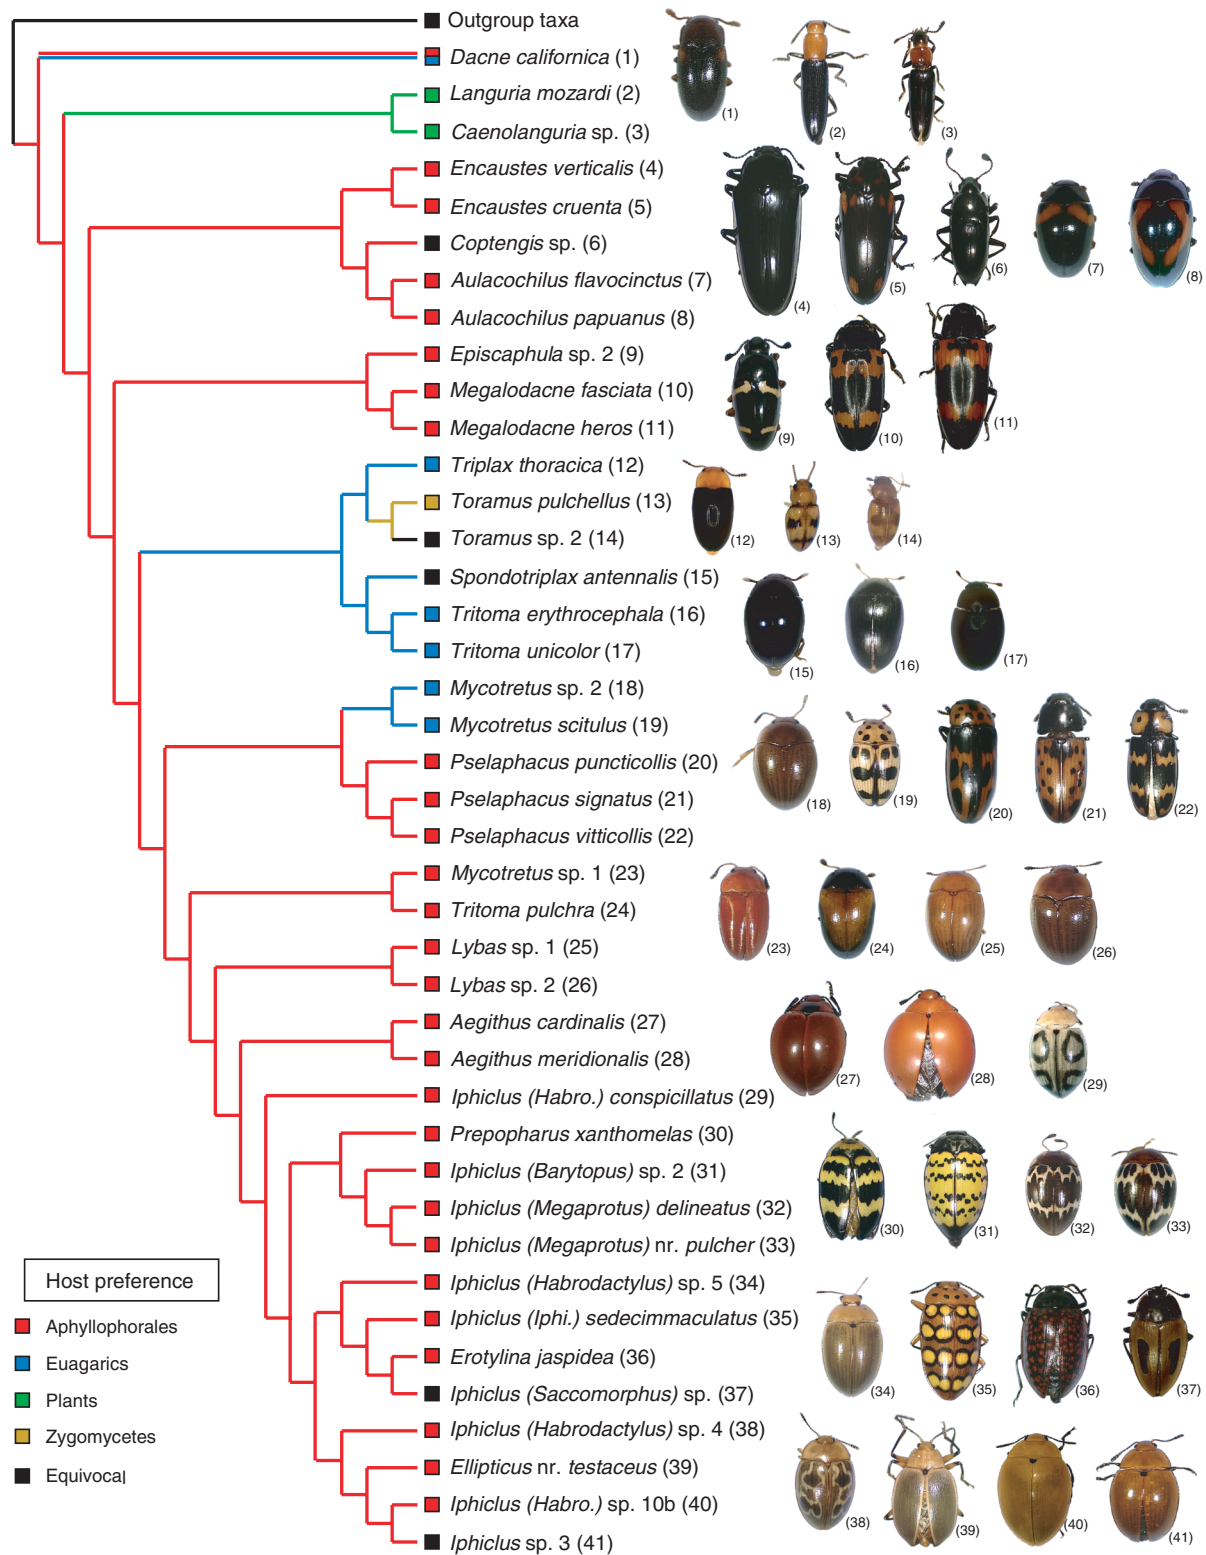 Outgroup taxa
Dacne californica (1)
Languria mozardi (2)
Caenolanguria sp. (3)
Encaustes verticalis (4)
Encaustes cruenta (5)
Coptengis sp. (6)
Aulacochilus flavocinctus (7)
Aulacochilus papuanus (8)
Episcaphula sp. 2 (9)
Megalodacne fasciata (10)
Megalodacne heros (11)
Triplax thoracica (12)
Toramus pulchellus (13)
Toramus sp. 2 (14)
Spondotriplax antennalis (15)
Tritoma erythrocephala (16)
Tritoma unicolor (17)
Mycotretus sp. 2 (18)
Mycotretus scitulus (19)
Pselaphacus puncticollis (20)
Pselaphacus signatus (21)
Pselaphacus vitticollis (22)
Mycotretus sp. 1 (23)
Tritoma pulchra (24)
Lybas sp. 1 (25)
Lybas sp. 2 (26)
Aegithus cardinalis (27)
Aegithus meridionalis (28)
Iphiclus (Habro.) conspicillatus (29)
Prepopharus xanthomelas (30)
Iphiclus (Barytopus) sp. 2 (31)
Iphiclus (Megaprotus) delineatus (32)
Iphiclus (Megaprotus) nr. pulcher (33)
Iphiclus (Habrodactylus) sp. 5 (34)
Iphiclus (Iphi.) sedecimmaculatus (35)
Erotylina jaspidea (36)
Iphiclus (Saccomorphus) sp. (37)
Iphiclus (Habrodactylus) sp. 4 (38)
Ellipticus nr. testaceus (39)
Iphiclus (Habro.) sp. 10b (40)
Iphiclus sp. 3 (41)
Host preference
Aphyllophorales
Euagarics
Plants
Zygomycetes
Equivocal
(1) (2) (3)
(4) (5) (6) (7) (8)
(9) (10) (11)
(12) (13) (14)
(15) (16) (17)
(18) (19) (20) (21) (22)
(23) (24) (25) (26)
(27) (28) (29)
(30) (31) (32) (33)
(34) (35) (36) (37)
(38) (39) (40) (41)